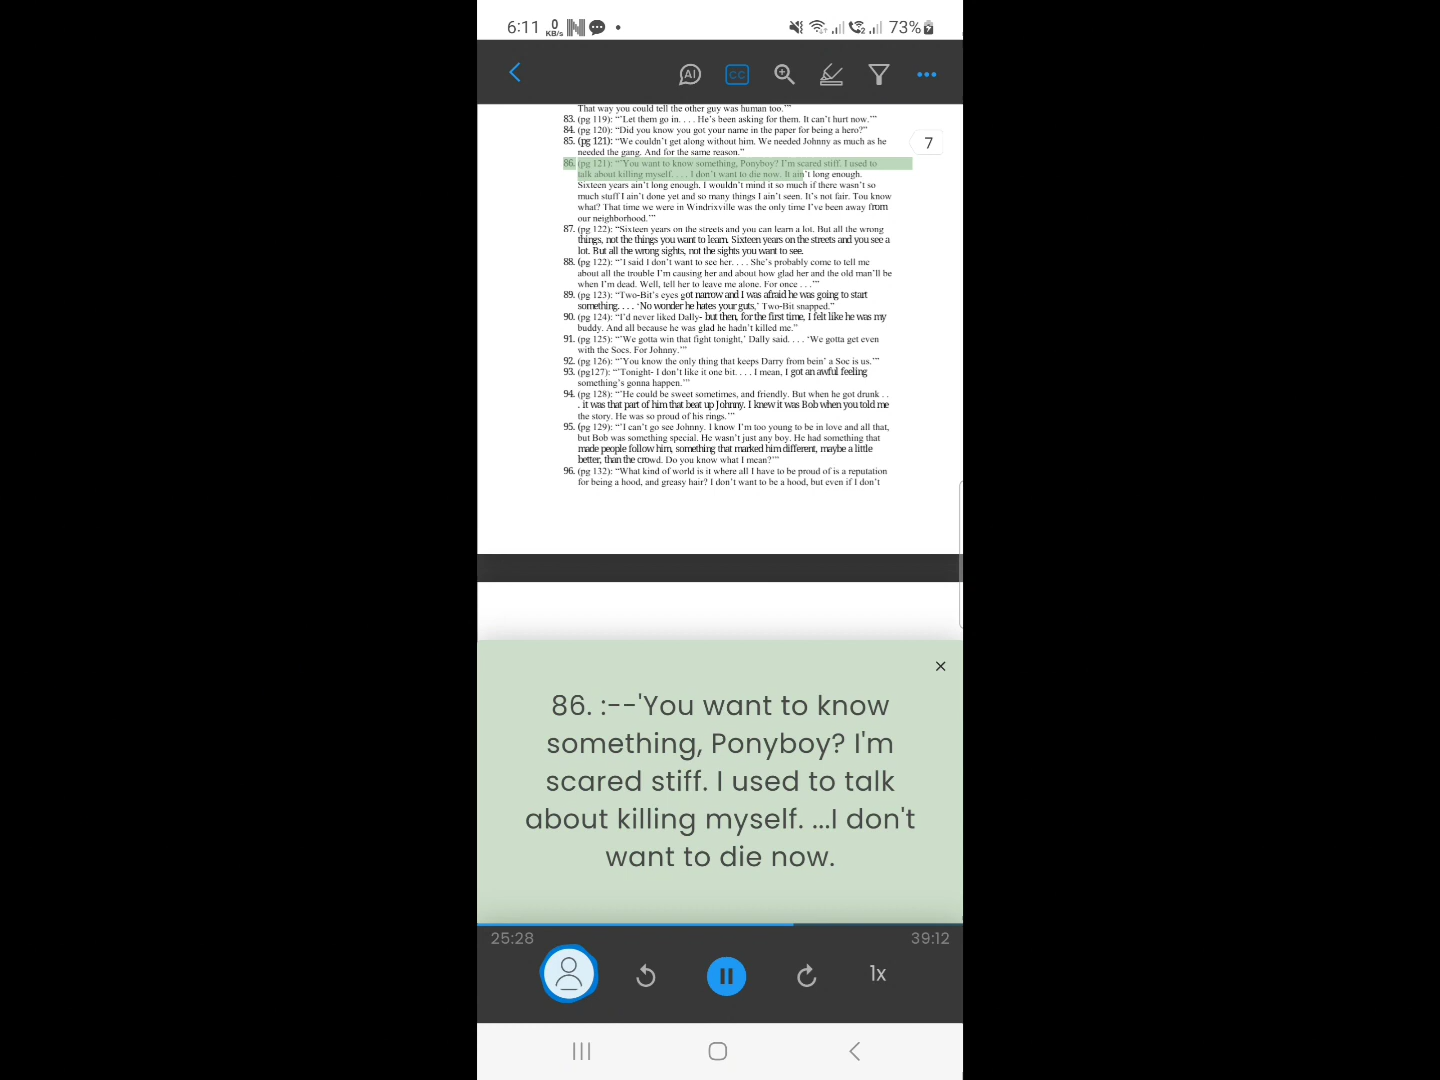 6:11 0 KB/s 73%
AI CC
That way you could tell the other guy was human too.’”
83. (pg 119): “‘Let them go in. . . . He’s been asking for them. It can’t hurt now.’”
84. (pg 120): “Did you know you got your name in the paper for being a hero?”
85. (pg 121): “We couldn’t get along without him. We needed Johnny as much as he
needed the gang. And for the same reason.”
7
86. (pg 121): “‘You want to know something, Ponyboy? I’m scared stiff. I used to
talk about killing myself. . . . I don’t want to die now. It ain’t long enough.
Sixteen years ain’t long enough. I wouldn’t mind it so much if there wasn’t so
much stuff I ain’t done yet and so many things I ain’t seen. It’s not fair. You know
what? That time we were in Windrixville was the only time I’ve been away from
our neighborhood.’”
87. (pg 122): “Sixteen years on the streets and you can learn a lot. But all the wrong
things, not the things you want to learn. Sixteen years on the streets and you see a
lot. But all the wrong sights, not the sights you want to see.
88. (pg 122): “‘I said I don’t want to see her. . . . She’s probably come to tell me
about all the trouble I’m causing her and about how glad her and the old man’ll be
when I’m dead. Well, tell her to leave me alone. For once . . .’”
89. (pg 123): “Two-Bit’s eyes got narrow and I was afraid he was going to start
something. . . . ‘No wonder he hates your guts,’ Two-Bit snapped.”
90. (pg 124): “I’d never liked Dally- but then, for the first time, I felt like he was my
buddy. And all because he was glad he hadn’t killed me.”
91. (pg 125): “‘We gotta win that fight tonight,’ Dally said. . . . ‘We gotta get even
with the Socs. For Johnny.’”
92. (pg 126): “‘You know the only thing that keeps Darry from bein’ a Soc is us.’”
93. (pg127): “‘Tonight- I don’t like it one bit. . . . I mean, I got an awful feeling
something’s gonna happen.’”
94. (pg 128): “‘He could be sweet sometimes, and friendly. But when he got drunk . .
. it was that part of him that beat up Johnny. I knew it was Bob when you told me
the story. He was so proud of his rings.’”
95. (pg 129): “‘I can’t go see Johnny. I know I’m too young to be in love and all that,
but Bob was something special. He wasn’t just any boy. He had something that
made people follow him, something that marked him different, maybe a little
better, than the crowd. Do you know what I mean?’”
96. (pg 132): “What kind of world is it where all I have to be proud of is a reputation
for being a hood, and greasy hair? I don’t want to be a hood, but even if I don’t
86. :--'You want to know
something, Ponyboy? I'm
scared stiff. I used to talk
about killing myself. ...I don't
want to die now.
25:28 39:12
1x